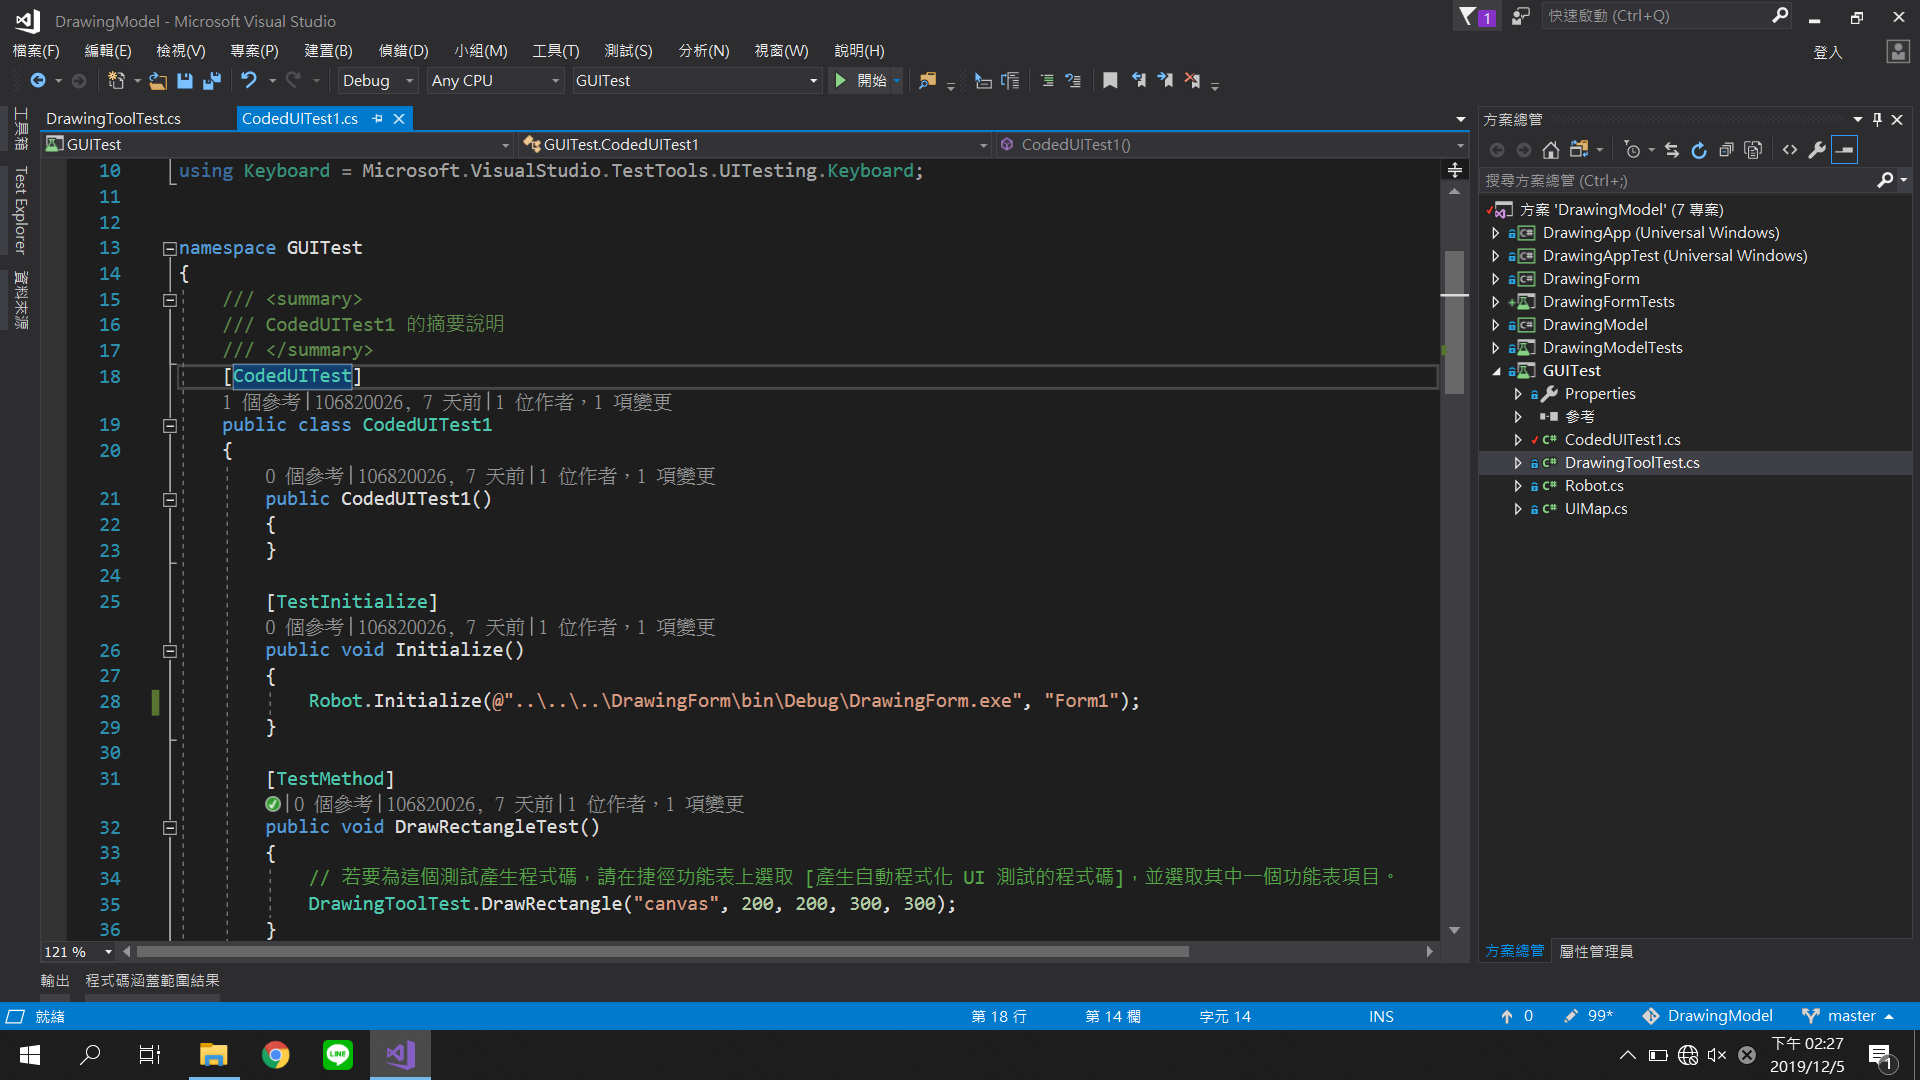 DrawingModel - Microsoft Visual Studio
1
快速啟動 (Ctrl+Q)
檔案(F) 編輯(E) 檢視(V) 專案(P) 建置(B) 偵錯(D) 小組(M) 工具(T) 測試(S) 分析(N) 視窗(W) 說明(H)
登入
Debug Any CPU GUITest 開始
工具箱
Test Explorer
資料來源
DrawingToolTest.cs CodedUITest1.cs
GUITest GUITest.CodedUITest1 CodedUITest1()
10 using Keyboard = Microsoft.VisualStudio.TestTools.UITesting.Keyboard;
11
12
13 namespace GUITest
14 {
15 /// <summary>
16 /// CodedUITest1 的摘要說明
17 /// </summary>
18 [CodedUITest]
1 個參考|106820026, 7 天前|1 位作者，1 項變更
19 public class CodedUITest1
20 {
0 個參考|106820026, 7 天前|1 位作者，1 項變更
21 public CodedUITest1()
22 {
23 }
24
25 [TestInitialize]
0 個參考|106820026, 7 天前|1 位作者，1 項變更
26 public void Initialize()
27 {
28 Robot.Initialize(@"..\..\..\DrawingForm\bin\Debug\DrawingForm.exe", "Form1");
29 }
30
31 [TestMethod]
|0 個參考|106820026, 7 天前|1 位作者，1 項變更
32 public void DrawRectangleTest()
33 {
34 // 若要為這個測試產生程式碼，請在捷徑功能表上選取 [產生自動程式化 UI 測試的程式碼]，並選取其中一個功能表項目。
35 DrawingToolTest.DrawRectangle("canvas", 200, 200, 300, 300);
36 }
121 %
輸出 程式碼涵蓋範圍結果
方案總管
搜尋方案總管 (Ctrl+;)
方案 'DrawingModel' (7 專案)
DrawingApp (Universal Windows)
DrawingAppTest (Universal Windows)
DrawingForm
DrawingFormTests
DrawingModel
DrawingModelTests
GUITest
Properties
參考
C# CodedUITest1.cs
C# DrawingToolTest.cs
C# Robot.cs
C# UIMap.cs
方案總管 屬性管理員
就緒 第 18 行 第 14 欄 字元 14 INS 0 99* DrawingModel master
LINE
下午 02:27
2019/12/5
1